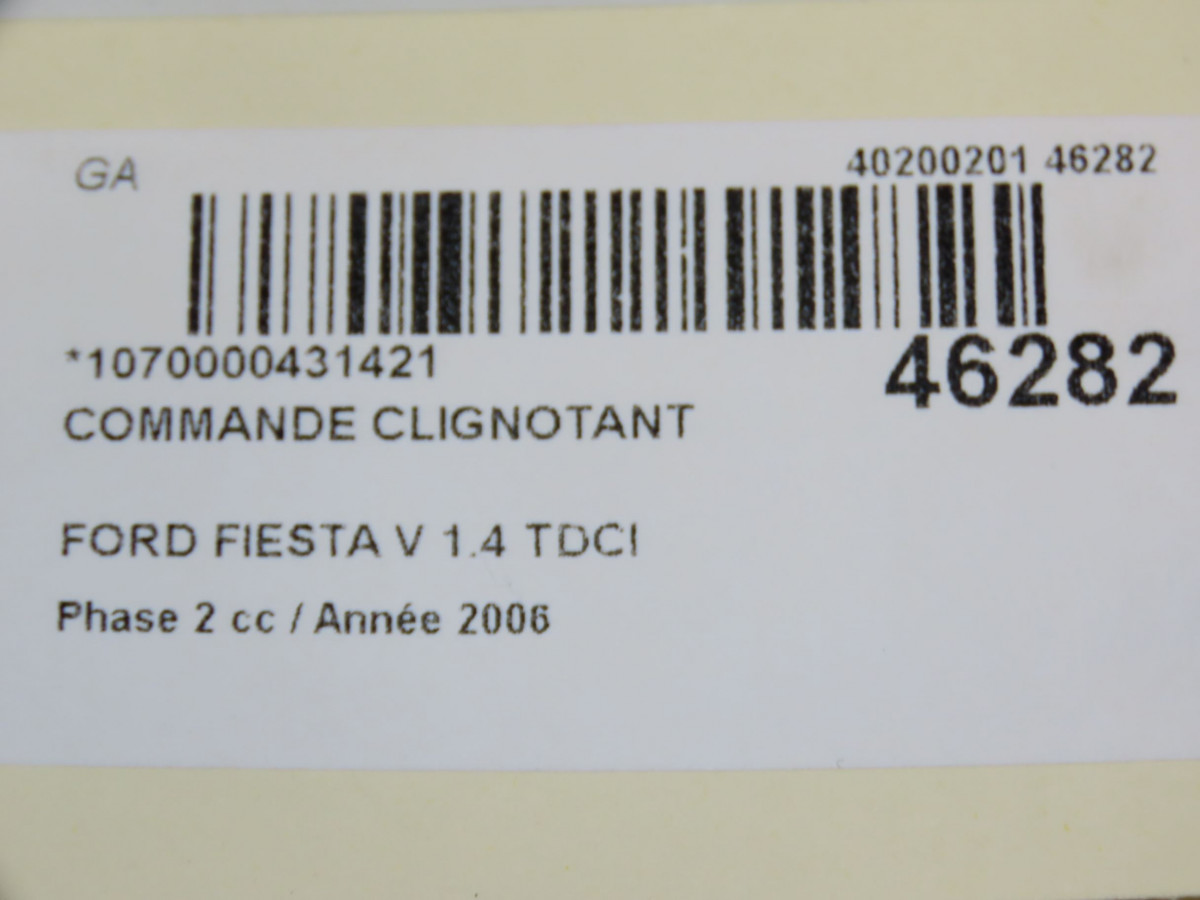 GA
40200201 46282
*1070000431421
46282
COMMANDE CLIGNOTANT
FORD FIESTA V 1.4 TDCI
Phase 2 cc / Année 2006